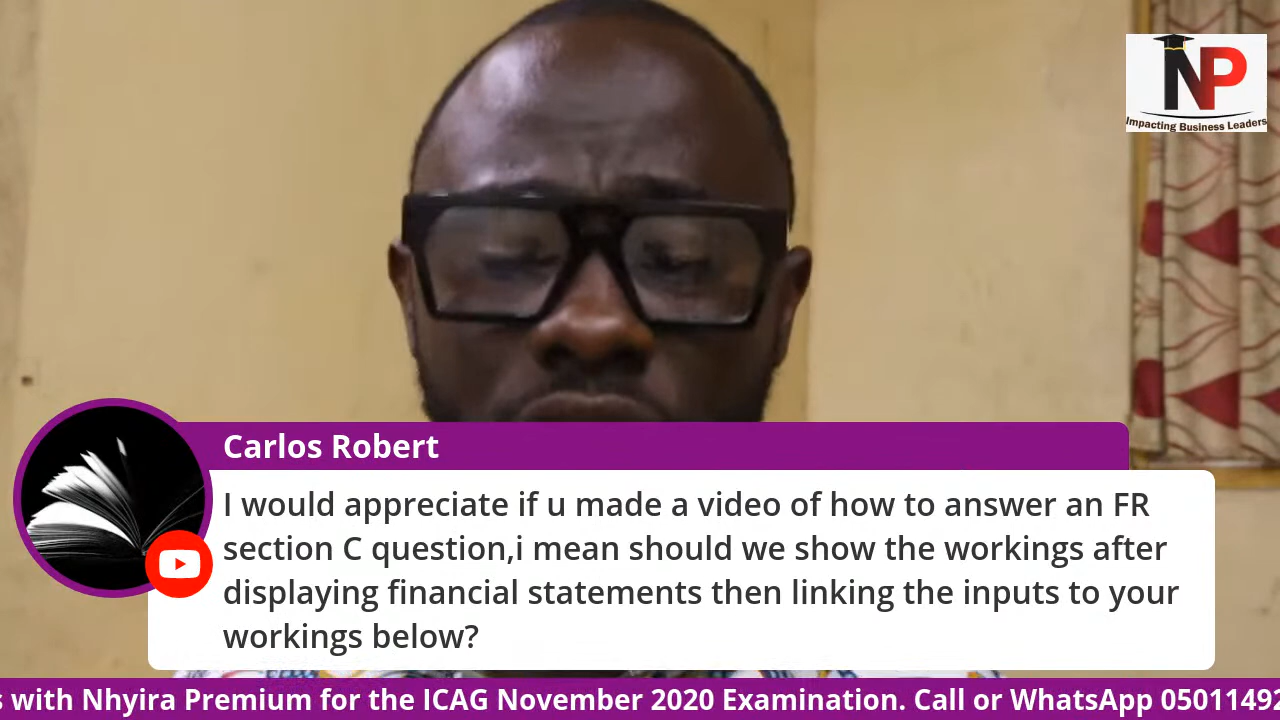 NP
Impacting Business Leaders
Carlos Robert
I would appreciate if u made a video of how to answer an FR
section C question,i mean should we show the workings after
displaying financial statements then linking the inputs to your
workings below?
s with Nhyira Premium for the ICAG November 2020 Examination. Call or WhatsApp 05011492